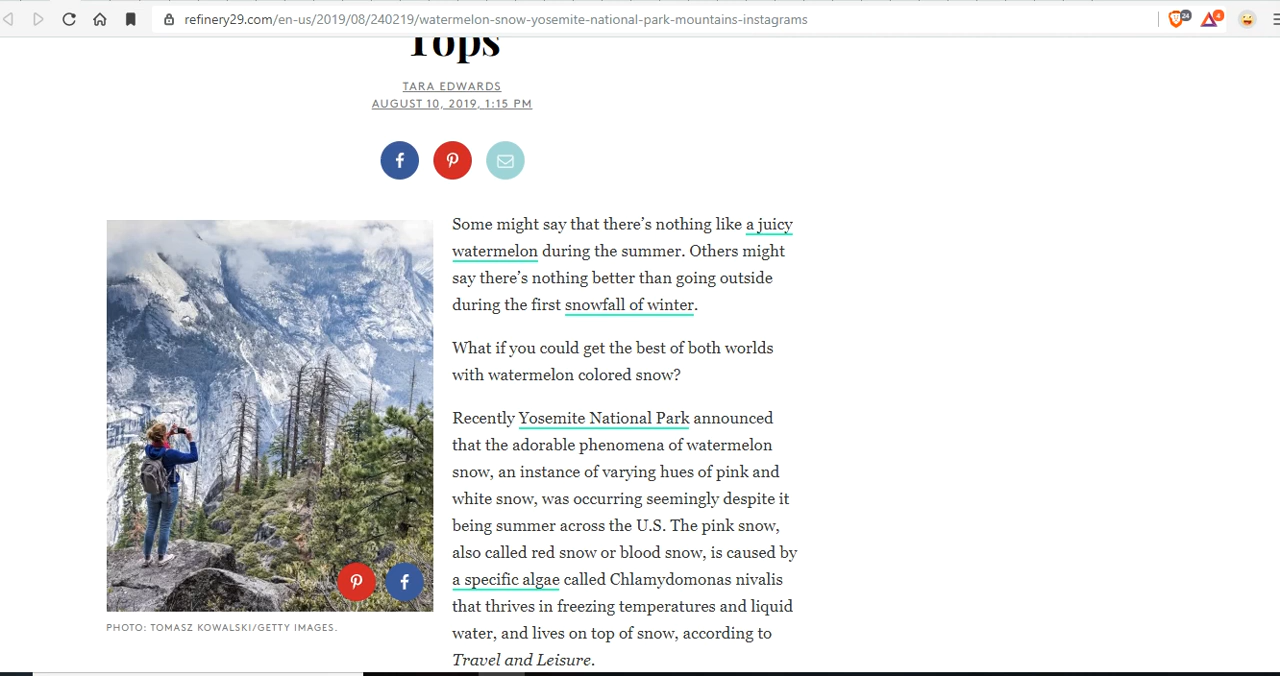 refinery29.com/en-us/2019/08/240219/watermelon-snow-yosemite-national-park-mountains-instagrams
24
4
Tops
TARA EDWARDS
AUGUST 10, 2019, 1:15 PM
Some might say that there’s nothing like a juicy
watermelon during the summer. Others might
say there’s nothing better than going outside
during the first snowfall of winter.
What if you could get the best of both worlds
with watermelon colored snow?
Recently Yosemite National Park announced
that the adorable phenomena of watermelon
snow, an instance of varying hues of pink and
white snow, was occurring seemingly despite it
being summer across the U.S. The pink snow,
also called red snow or blood snow, is caused by
a specific algae called Chlamydomonas nivalis
that thrives in freezing temperatures and liquid
water, and lives on top of snow, according to
Travel and Leisure.
PHOTO: TOMASZ KOWALSKI/GETTY IMAGES.